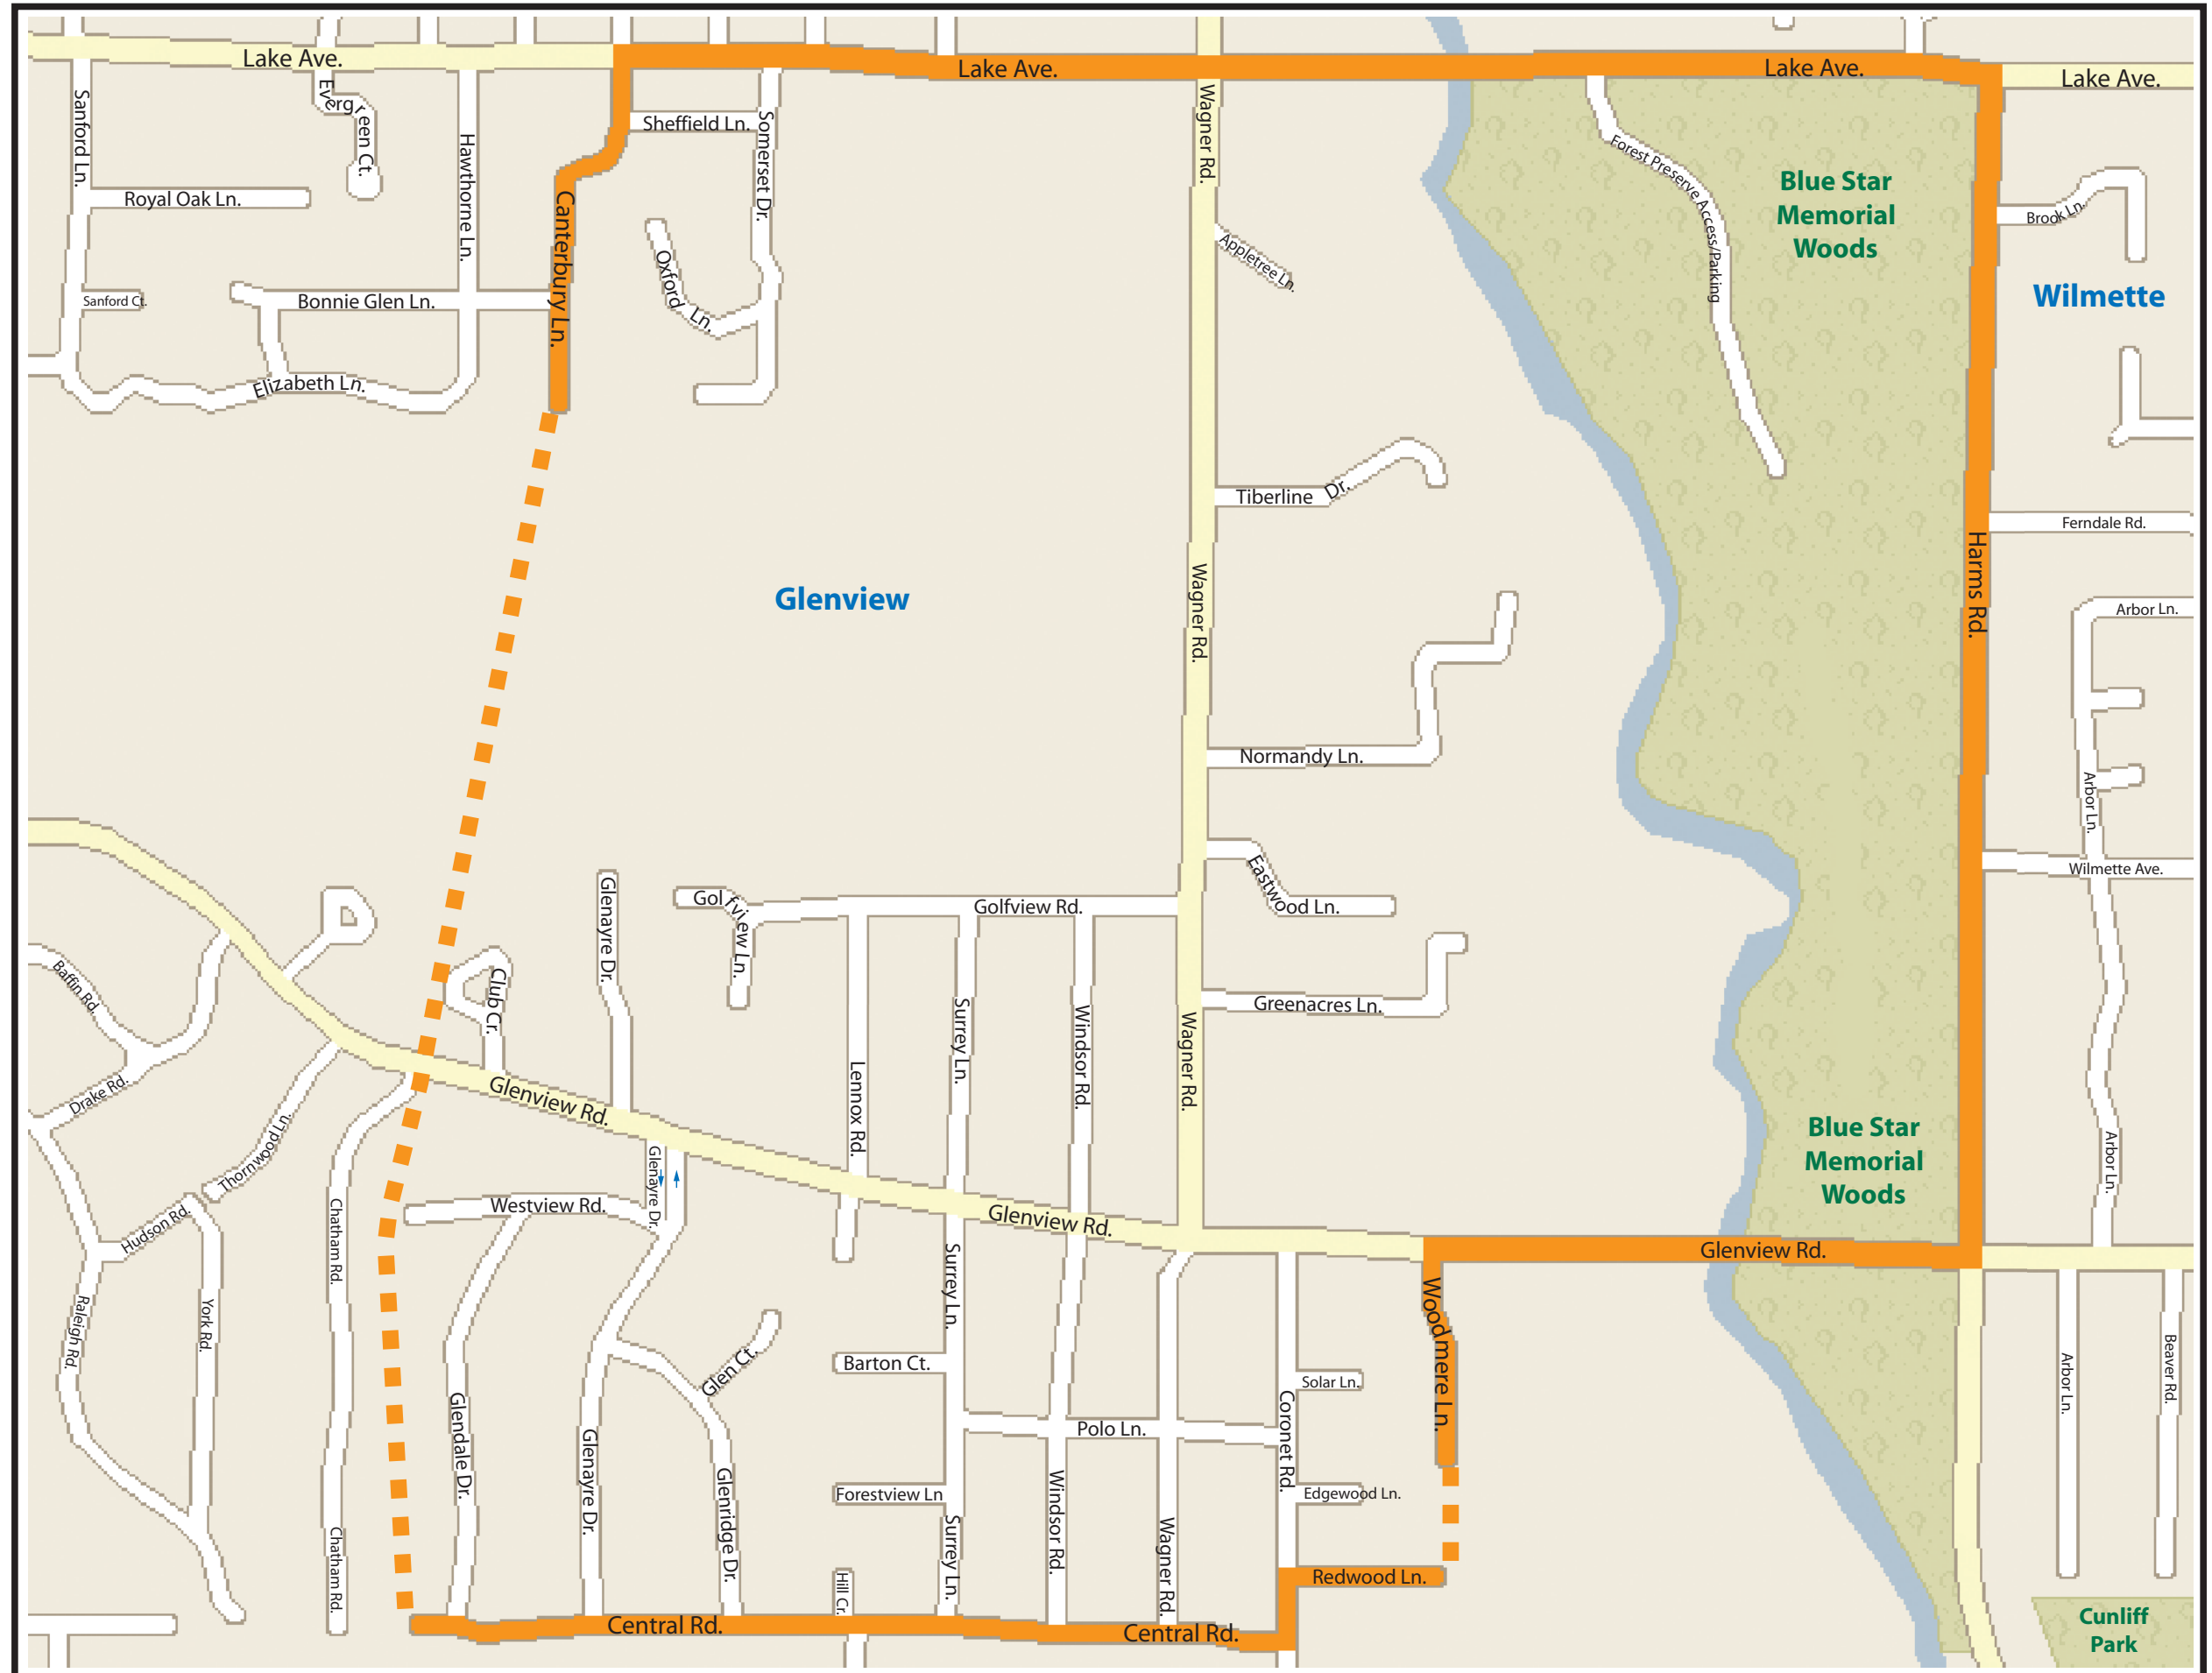 Lake Ave.
Lake Ave.
Lake Ave.
Lake Ave.
Sanford Ln.
Evergreen Ct.
Hawthorne Ln.
Sheffield Ln.
Somerset Dr.
Wagner Rd.
Forest Preserve Access/Parking
Blue Star
Memorial
Woods
Royal Oak Ln.
Canterbury Ln.
Brook Ln.
Appletree Ln.
Oxford Ln.
Sanford Ct.
Bonnie Glen Ln.
Wilmette
Elizabeth Ln.
Tiberline Dr.
Ferndale Rd.
Harms Rd.
Glenview
Wagner Rd.
Arbor Ln.
Normandy Ln.
Arbor Ln.
Wilmette Ave.
Eastwood Ln.
Glenayre Dr.
Golfview Ln.
Golfview Rd.
Baffin Rd.
Club Cr.
Surrey Ln.
Windsor Rd.
Wagner Rd.
Greenacres Ln.
Drake Rd.
Glenview Rd.
Lennox Rd.
Thornwood Ln.
Blue Star
Memorial
Woods
Arbor Ln.
Glenayre Dr.
Westview Rd.
Hudson Rd.
Chatham Rd.
Glenview Rd.
Glenview Rd.
Surrey Ln.
Woodmere Ln.
Raleigh Rd.
York Rd.
Barton Ct.
Glen Ct.
Solar Ln.
Arbor Ln.
Beaver Rd.
Glendale Dr.
Glenayre Dr.
Polo Ln.
Coronet Rd.
Glenridge Dr.
Forestview Ln
Windsor Rd.
Edgewood Ln.
Chatham Rd.
Surrey Ln.
Wagner Rd.
Hill Cr.
Redwood Ln.
Central Rd.
Central Rd.
Cunliff
Park